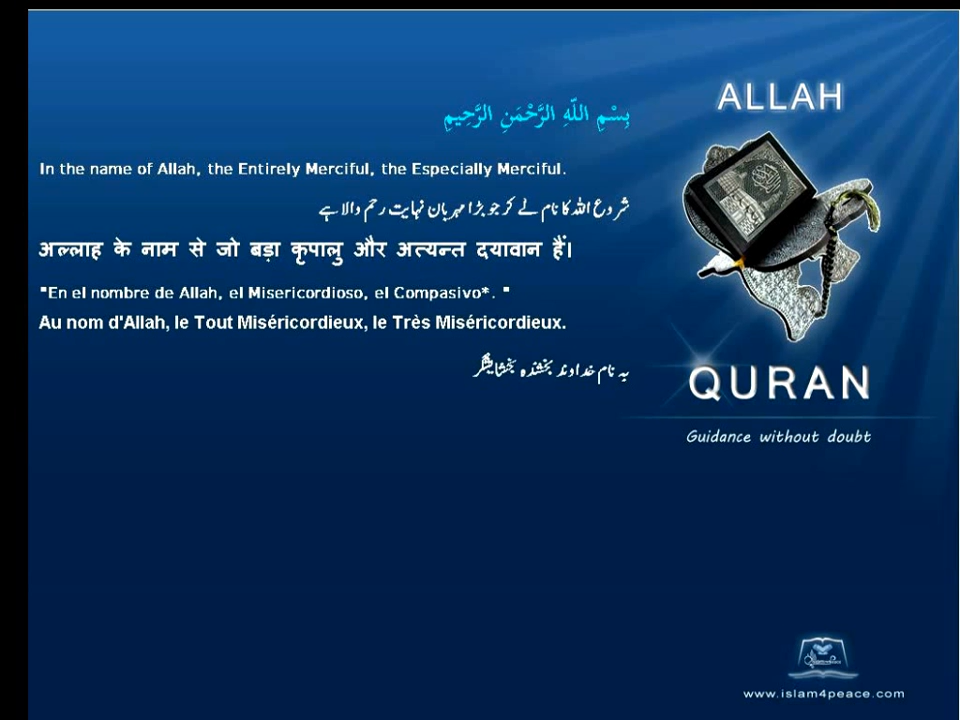 بِسْمِ اللّهِ الرَّحْمَنِ الرَّحِيمِ
In the name of Allah, the Entirely Merciful, the Especially Merciful.
شروع الله کا نام لے کر جو بڑا مہربان نہایت رحم والا ہے
अल्लाह के नाम से जो बड़ा कृपालु और अत्यन्त दयावान हैं।
"En el nombre de Allah, el Misericordioso, el Compasivo*. "
Au nom d'Allah, le Tout Miséricordieux, le Très Miséricordieux.
به نام خداوند بخشنده بخشایشگر
ALLAH
QURAN
Guidance without doubt
www.islam4peace.com